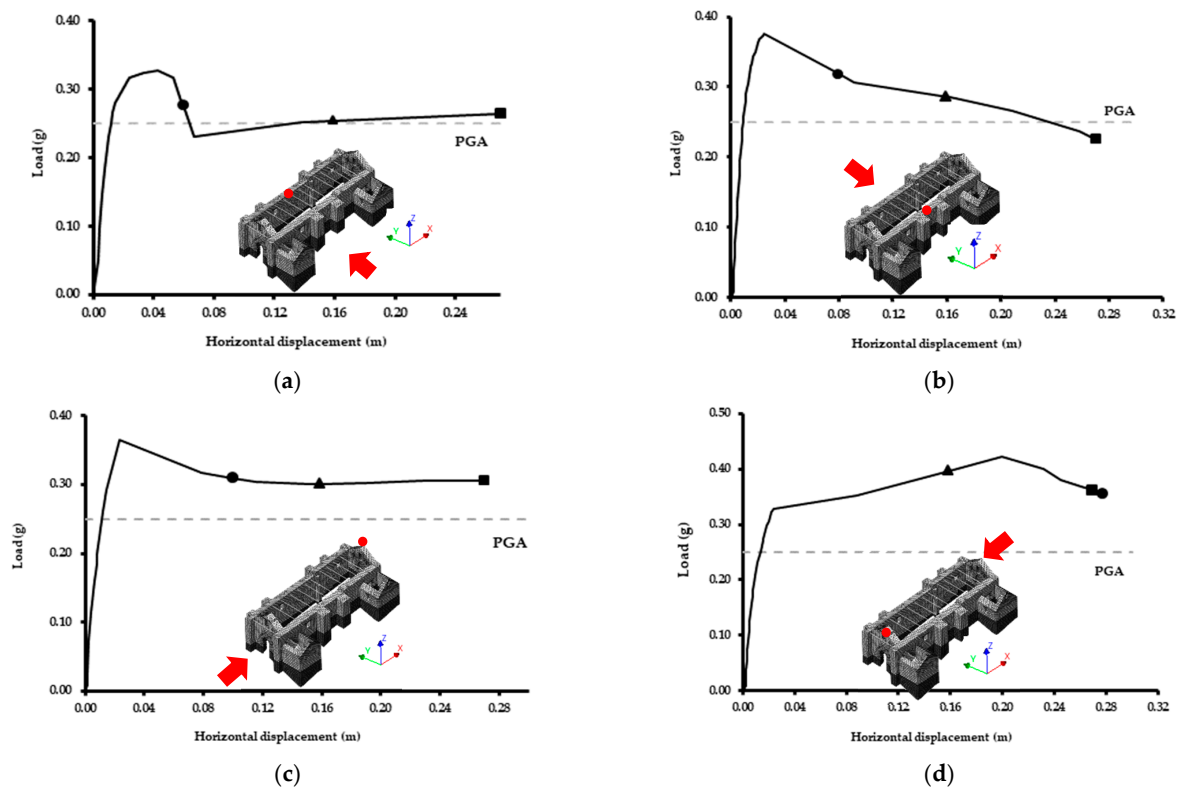 0.40
0.30
0.20
0.10
0.00
Load (g)
PGA
Z
Y
X
0.00 0.04 0.08 0.12 0.16 0.20 0.24
Horizontal displacement (m)
(a)
0.40
0.30
0.20
0.10
0.00
Load (g)
PGA
Z
Y
X
0.00 0.04 0.08 0.12 0.16 0.20 0.24 0.28 0.32
Horizontal displacement (m)
(b)
0.40
0.30
0.20
0.10
0.00
Load (g)
PGA
Z
Y
X
0.00 0.04 0.08 0.12 0.16 0.20 0.24 0.28
Horizontal displacement (m)
(c)
0.50
0.40
0.30
0.20
0.10
0.00
Load (g)
PGA
Z
Y
X
0.00 0.04 0.08 0.12 0.16 0.20 0.24 0.28 0.32
Horizontal displacement (m)
(d)